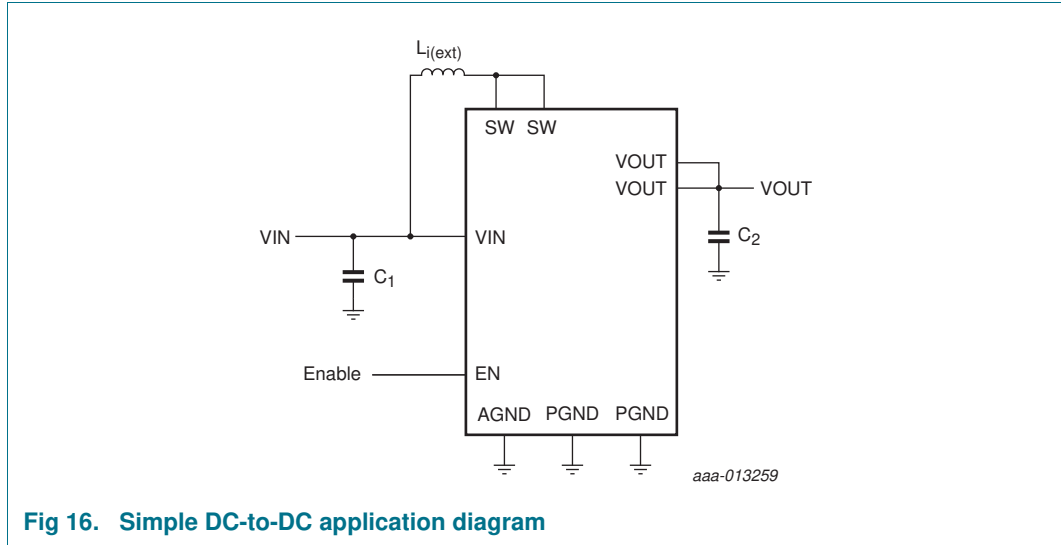 Li(ext)
SW SW
VOUT
VOUT VOUT
VIN VIN
C2
C1
Enable EN
AGND PGND PGND
aaa-013259
Fig 16. Simple DC-to-DC application diagram